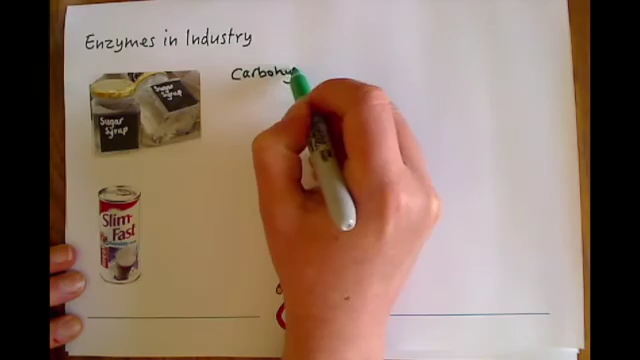 Enzymes in Industry
Carbohy
Sugar
Syrup
Sugar
Syrup
Slim
Fast